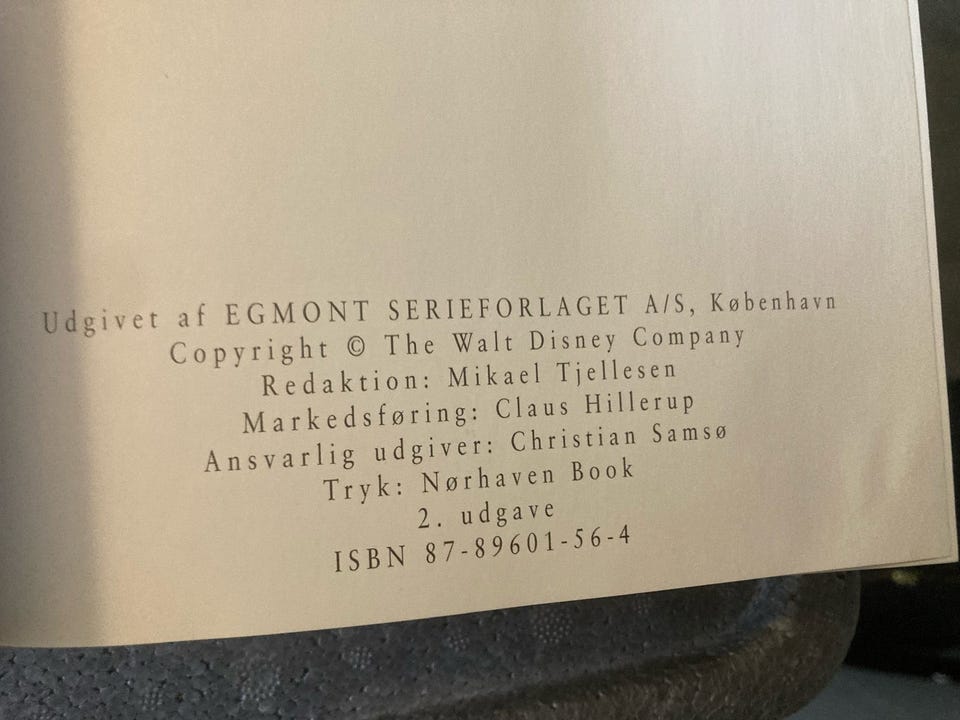 Udgivet af EGMONT SERIEFORLAGET A/S, København
Copyright © The Walt Disney Company
Redaktion: Mikael Tjellesen
Markedsføring: Claus Hillerup
Ansvarlig udgiver: Christian Samsø
Tryk: Nørhaven Book
2. udgave
ISBN 87-89601-56-4